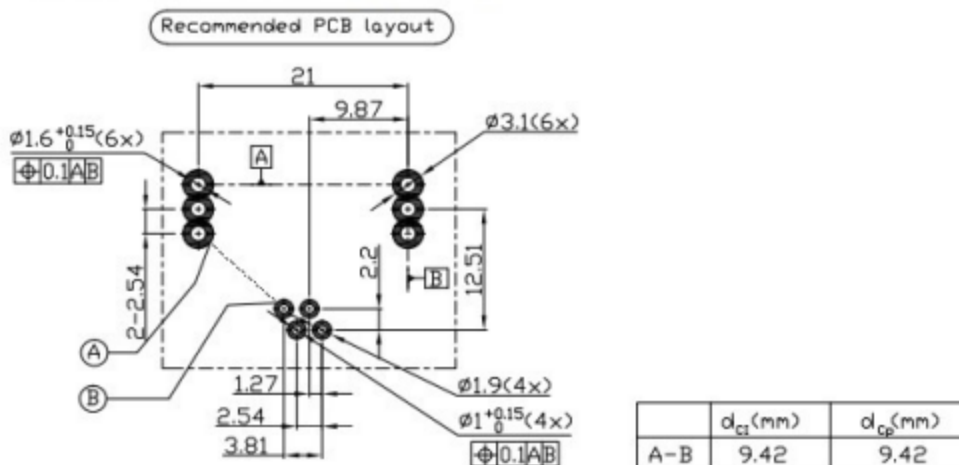 Recommended PCB layout
21
9.87
ø1.6 +0.15 0 (6x)
ø3.1(6x)
⌖ 0.1 A B
A
2-2.54
2.2
12.51
B
A
B
1.27
2.54
3.81
ø1.9(4x)
ø1 +0.15 0 (4x)
⌖ 0.1 A B
dcl(mm) dcp(mm)
A-B 9.42 9.42